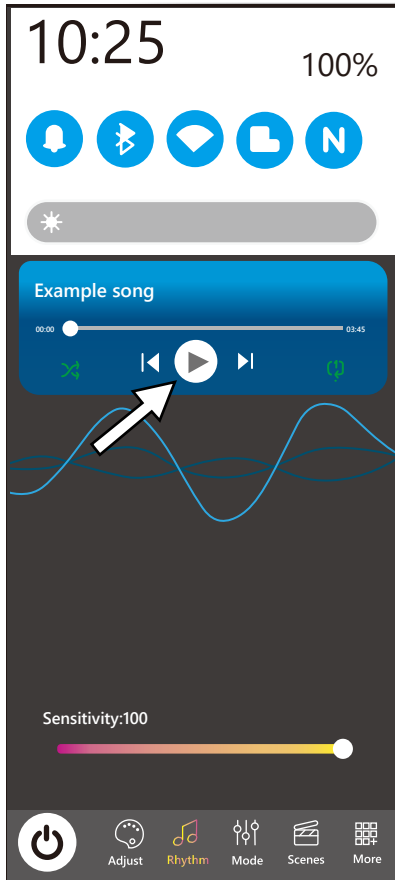 10:25
100%
N
Example song
00:00
03:45
Sensitivity:100
Adjust
Rhythm
Mode
Scenes
More